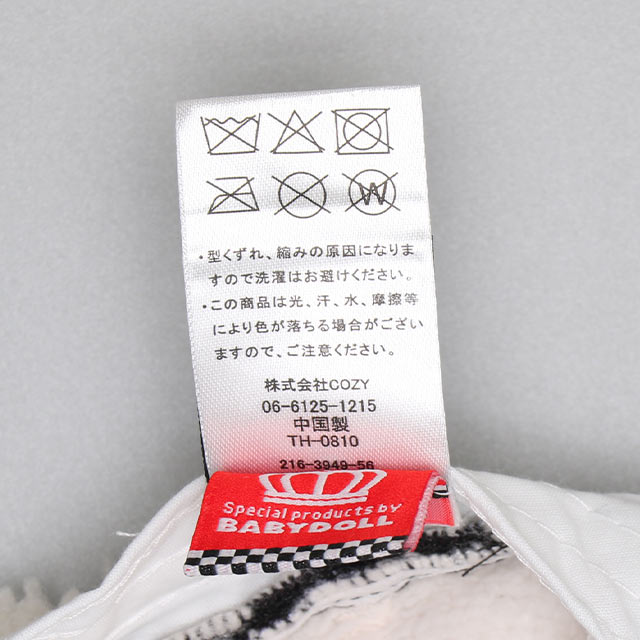 W
・型くずれ、縮みの原因になりま
すので洗濯はお避けください。
・この商品は光、汗、水、摩擦等
により色が落ちる場合がござい
ますので、ご注意ください。
株式会社COZY
06-6125-1215
中国製
TH-0810
216-3949-56
Special products by
BABYDOLL